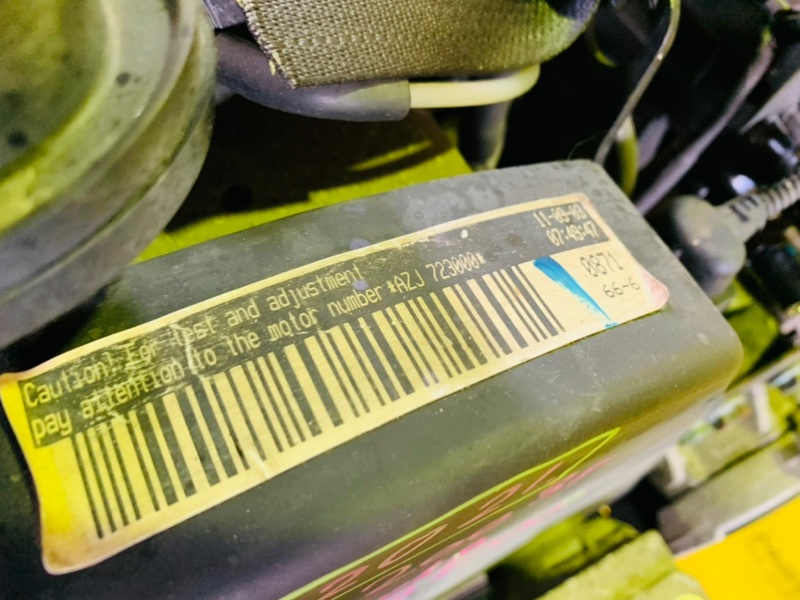 Caution! For Test and adjustment
pay attention to the motor number *AZJ 723000*
11-09-03
07:49:47
0871
66-6